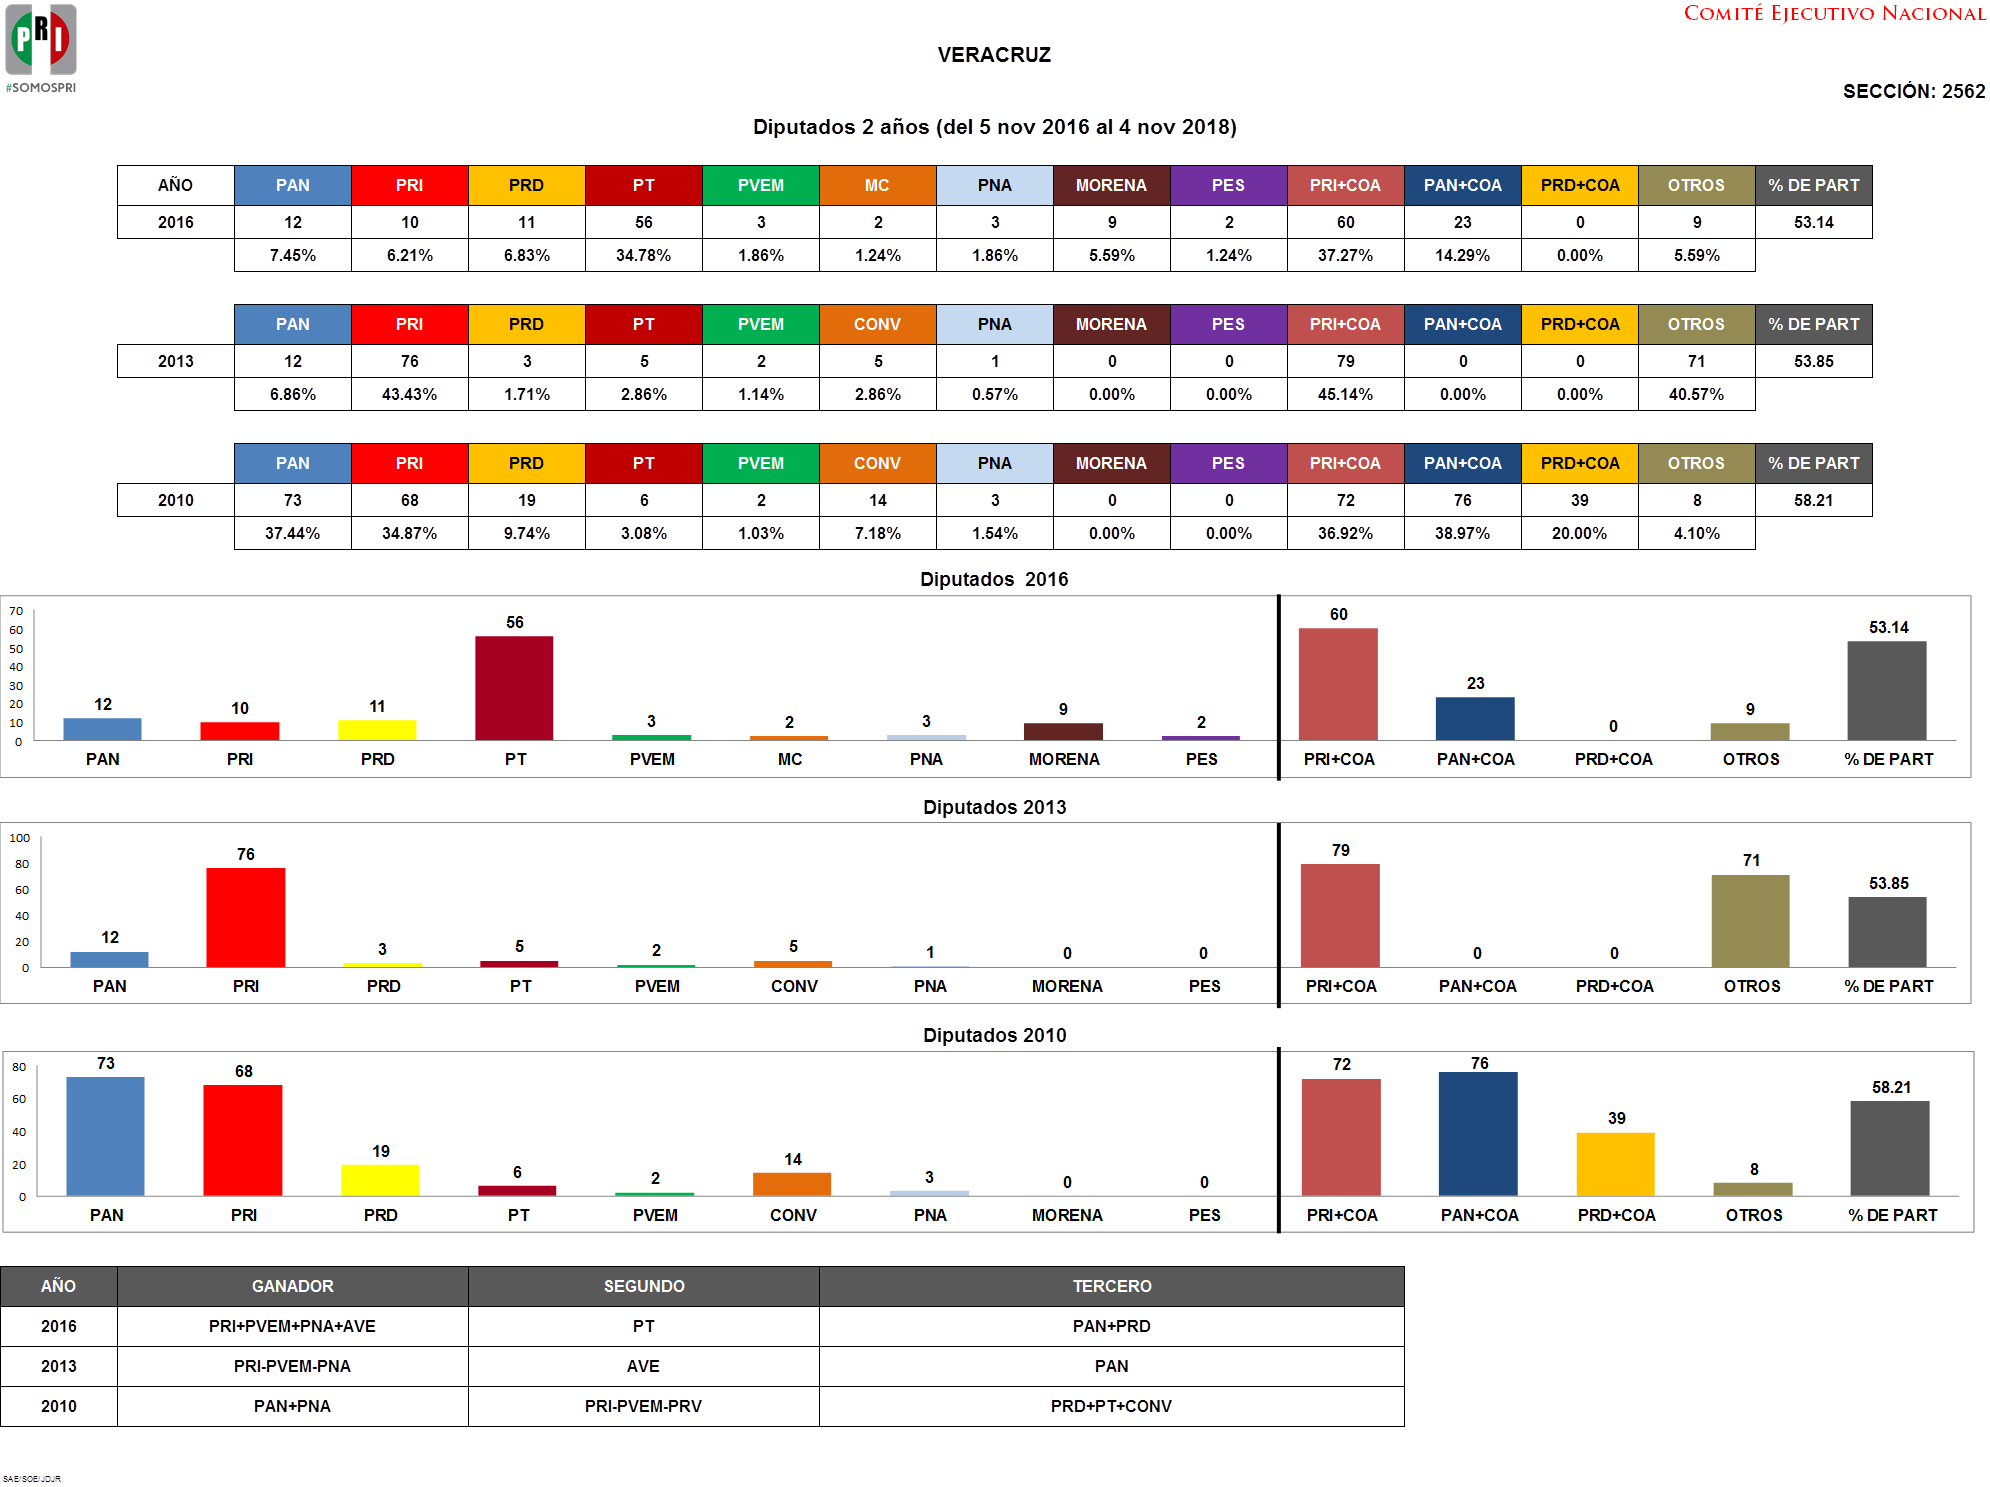 PRI
#SOMOSPRI
COMITÉ EJECUTIVO NACIONAL
VERACRUZ
SECCIÓN: 2562
Diputados 2 años (del 5 nov 2016 al 4 nov 2018)
AÑO PAN PRI PRD PT PVEM MC PNA MORENA PES PRI+COA PAN+COA PRD+COA OTROS % DE PART
2016 12 10 11 56 3 2 3 9 2 60 23 0 9 53.14
7.45% 6.21% 6.83% 34.78% 1.86% 1.24% 1.86% 5.59% 1.24% 37.27% 14.29% 0.00% 5.59%
PAN PRI PRD PT PVEM CONV PNA MORENA PES PRI+COA PAN+COA PRD+COA OTROS % DE PART
2013 12 76 3 5 2 5 1 0 0 79 0 0 71 53.85
6.86% 43.43% 1.71% 2.86% 1.14% 2.86% 0.57% 0.00% 0.00% 45.14% 0.00% 0.00% 40.57%
PAN PRI PRD PT PVEM CONV PNA MORENA PES PRI+COA PAN+COA PRD+COA OTROS % DE PART
2010 73 68 19 6 2 14 3 0 0 72 76 39 8 58.21
37.44% 34.87% 9.74% 3.08% 1.03% 7.18% 1.54% 0.00% 0.00% 36.92% 38.97% 20.00% 4.10%
Diputados 2016
70
60
50
40
30
20
10
0
12 10 11 56 3 2 3 9 2 60 23 0 9 53.14
PAN PRI PRD PT PVEM MC PNA MORENA PES PRI+COA PAN+COA PRD+COA OTROS % DE PART
Diputados 2013
100
80
60
40
20
0
12 76 3 5 2 5 1 0 0 79 0 0 71 53.85
PAN PRI PRD PT PVEM CONV PNA MORENA PES PRI+COA PAN+COA PRD+COA OTROS % DE PART
Diputados 2010
80
60
40
20
0
73 68 19 6 2 14 3 0 0 72 76 39 8 58.21
PAN PRI PRD PT PVEM CONV PNA MORENA PES PRI+COA PAN+COA PRD+COA OTROS % DE PART
AÑO GANADOR SEGUNDO TERCERO
2016 PRI+PVEM+PNA+AVE PT PAN+PRD
2013 PRI-PVEM-PNA AVE PAN
2010 PAN+PNA PRI-PVEM-PRV PRD+PT+CONV
SAE/SOE/JDJR